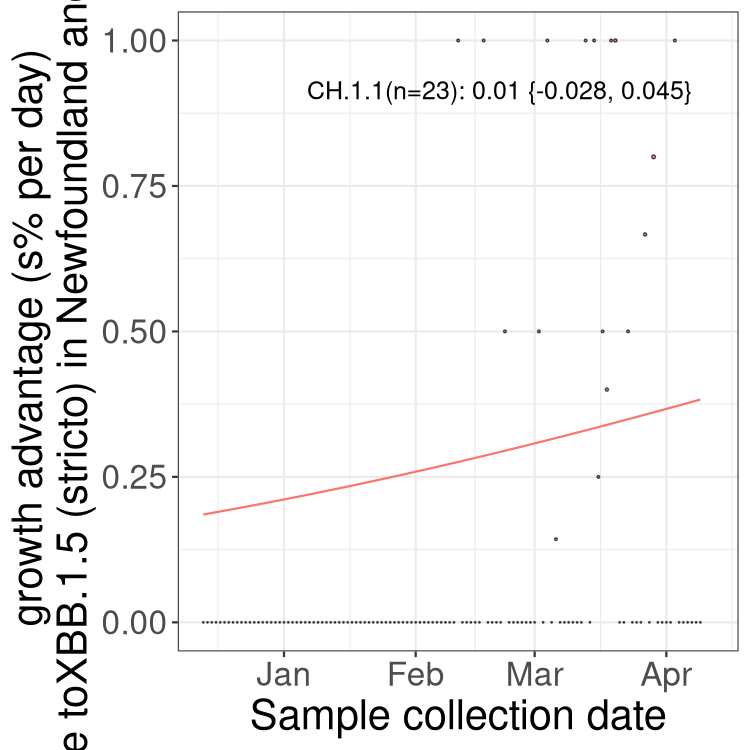 growth advantage (s% per day)
toXBB.1.5 (stricto) in Newfoundland
1.00
0.75
0.50
0.25
0.00
CH.1.1(n=23): 0.01 {-0.028, 0.045}
Jan Feb Mar Apr
Sample collection date